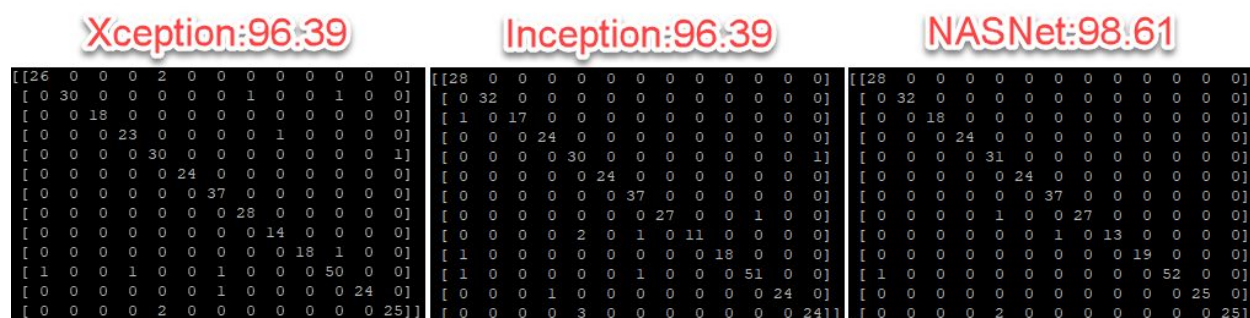 Xception:96.39
[[26 0 0 0 2 0 0 0 0 0 0 0 0]
[ 0 30 0 0 0 0 0 1 0 0 1 0 0]
[ 0 0 18 0 0 0 0 0 0 0 0 0 0]
[ 0 0 0 23 0 0 0 0 1 0 0 0 0]
[ 0 0 0 0 30 0 0 0 0 0 0 0 1]
[ 0 0 0 0 0 24 0 0 0 0 0 0 0]
[ 0 0 0 0 0 0 37 0 0 0 0 0 0]
[ 0 0 0 0 0 0 0 28 0 0 0 0 0]
[ 0 0 0 0 0 0 0 0 14 0 0 0 0]
[ 0 0 0 0 0 0 0 0 0 18 1 0 0]
[ 1 0 0 1 0 0 1 0 0 0 50 0 0]
[ 0 0 0 0 0 0 1 0 0 0 0 24 0]
[ 0 0 0 0 2 0 0 0 0 0 0 0 25]]
Inception:96.39
[[28 0 0 0 0 0 0 0 0 0 0 0 0]
[ 0 32 0 0 0 0 0 0 0 0 0 0 0]
[ 1 0 17 0 0 0 0 0 0 0 0 0 0]
[ 0 0 0 24 0 0 0 0 0 0 0 0 0]
[ 0 0 0 0 30 0 0 0 0 0 0 0 1]
[ 0 0 0 0 0 24 0 0 0 0 0 0 0]
[ 0 0 0 0 0 0 37 0 0 0 0 0 0]
[ 0 0 0 0 0 0 0 27 0 0 1 0 0]
[ 0 0 0 0 2 0 1 0 11 0 0 0 0]
[ 1 0 0 0 0 0 0 0 0 18 0 0 0]
[ 1 0 0 0 0 0 1 0 0 0 51 0 0]
[ 0 0 0 1 0 0 0 0 0 0 0 24 0]
[ 0 0 0 0 3 0 0 0 0 0 0 0 24]]
NASNet:98.61
[[28 0 0 0 0 0 0 0 0 0 0 0 0]
[ 0 32 0 0 0 0 0 0 0 0 0 0 0]
[ 0 0 18 0 0 0 0 0 0 0 0 0 0]
[ 0 0 0 24 0 0 0 0 0 0 0 0 0]
[ 0 0 0 0 31 0 0 0 0 0 0 0 0]
[ 0 0 0 0 0 24 0 0 0 0 0 0 0]
[ 0 0 0 0 0 0 37 0 0 0 0 0 0]
[ 0 0 0 0 1 0 0 27 0 0 0 0 0]
[ 0 0 0 0 0 0 1 0 13 0 0 0 0]
[ 0 0 0 0 0 0 0 0 0 19 0 0 0]
[ 1 0 0 0 0 0 0 0 0 0 52 0 0]
[ 0 0 0 0 0 0 0 0 0 0 0 25 0]
[ 0 0 0 0 2 0 0 0 0 0 0 0 25]